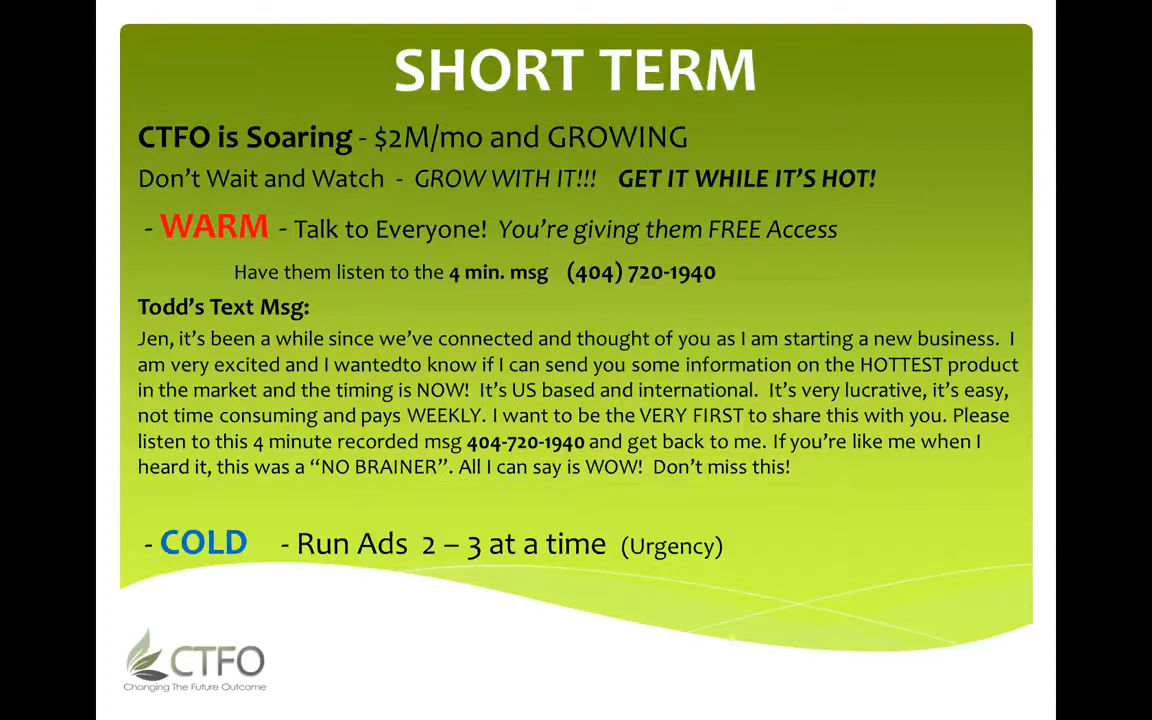 SHORT TERM
CTFO is Soaring - $2M/mo and GROWING
Don't Wait and Watch - GROW WITH IT!!! GET IT WHILE IT'S HOT!
- WARM - Talk to Everyone! You're giving them FREE Access
Have them listen to the 4 min. msg (404) 720-1940
Todd's Text Msg:
Jen, it's been a while since we've connected and thought of you as I am starting a new business. I
am very excited and I wantedto know if I can send you some information on the HOTTEST product
in the market and the timing is NOW! It's US based and international. It's very lucrative, it's easy,
not time consuming and pays WEEKLY. I want to be the VERY FIRST to share this with you. Please
listen to this 4 minute recorded msg 404-720-1940 and get back to me. If you're like me when I
heard it, this was a “NO BRAINER”. All I can say is WOW! Don't miss this!
- COLD - Run Ads 2 – 3 at a time (Urgency)
CTFO
Changing The Future Outcome